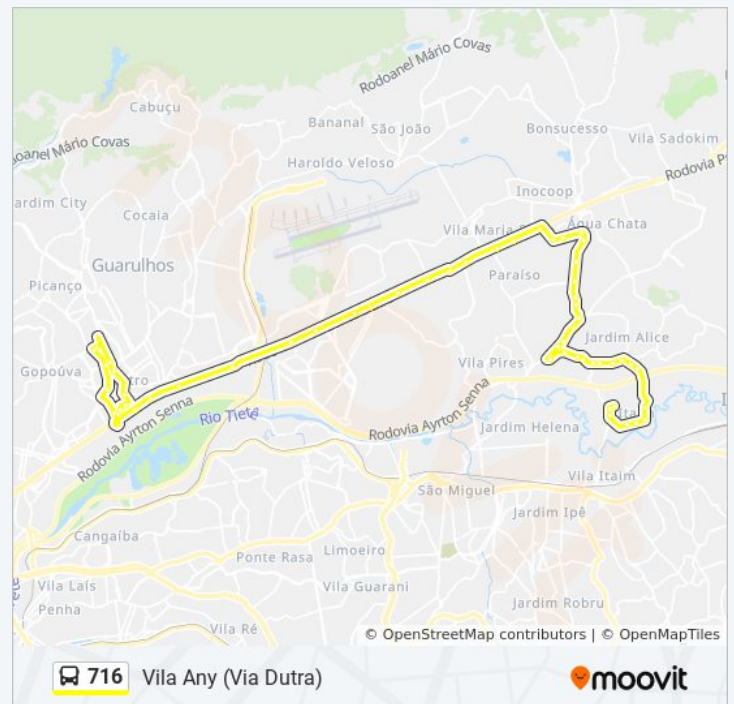 Rodoanel Mário Covas
Cabuçu
Bananal
São João
Bonsucesso
Vila Sadokim
oanel Mário Covas
Haroldo Veloso
Rodovia P
Inocoop
ardim City
Cocaia
Vila Maria
Água Chata
Guarulhos
Paraíso
Picanço
Jardim Alice
Gopoúva
tro
Vila Pires
Rodovia Ayrton Senna
Rio Tietê
Rodovia Ayrton Senna
Jardim Helena
Vila Itaim
São Miguel
Jardim Ipê
Cangaíba
Ponte Rasa
Limoeiro
Vila Laís
Vila Guarani
Penha
Jardim Robru
Vila Ré
© OpenStreetMap contributors | © OpenMapTiles
716 Vila Any (Via Dutra)
moovit